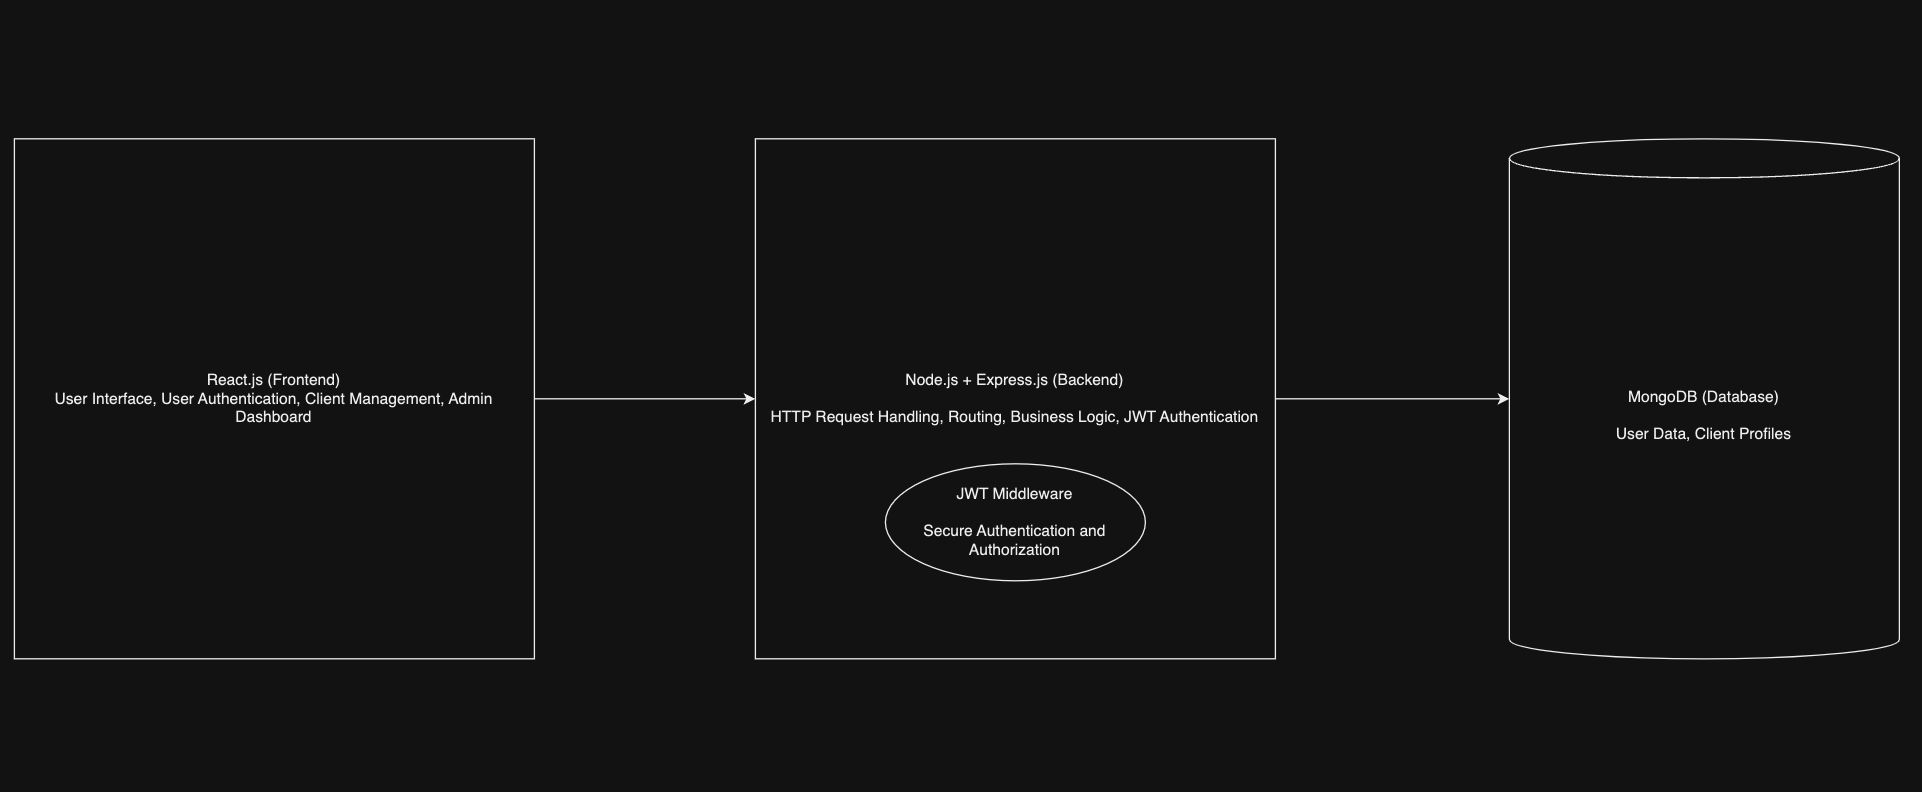 React.js (Frontend)
User Interface, User Authentication, Client Management, Admin
Dashboard
Node.js + Express.js (Backend)
HTTP Request Handling, Routing, Business Logic, JWT Authentication
JWT Middleware
Secure Authentication and
Authorization
MongoDB (Database)
User Data, Client Profiles